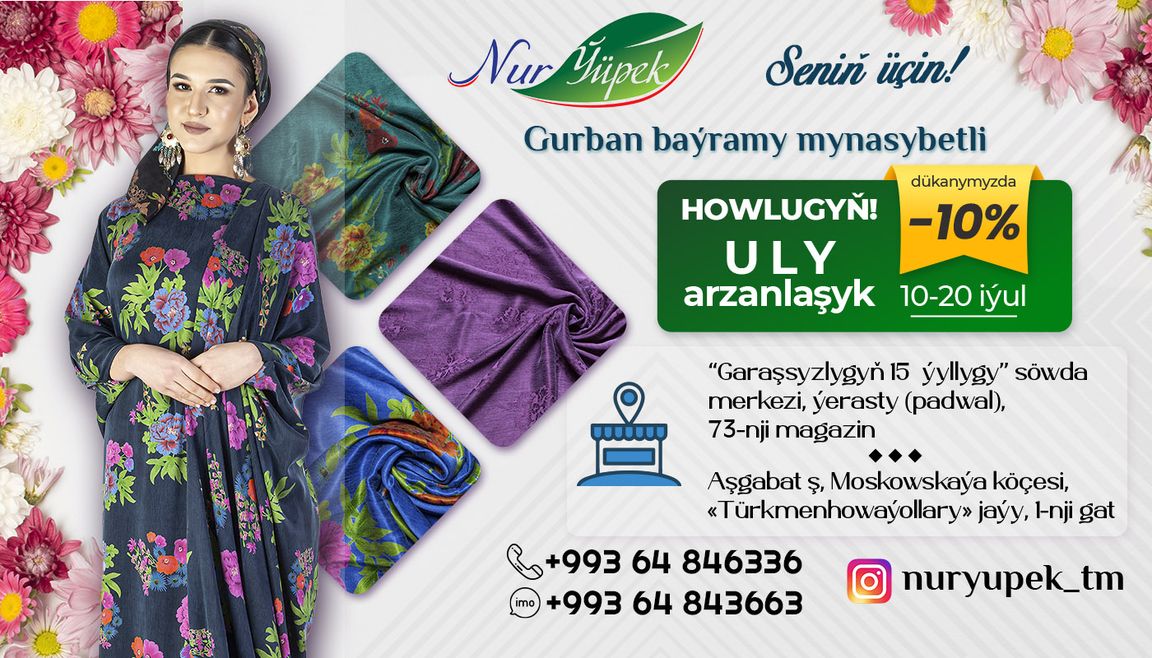 Nur Ýüpek
Seniň üçin!
Gurban baýramy mynasybetli
HOWLUGYŇ!
ULY
arzanlaşyk
dükanymyzda
-10%
10-20 iýul
“Garaşsyzlygyň 15 ýyllygy” söwda
merkezi, ýerasty (padwal),
73-nji magazin
Aşgabat ş, Moskowskaýa köçesi,
«Türkmenhowaýollary» jaýy, 1-nji gat
+993 64 846336
imo +993 64 843663
nuryupek_tm